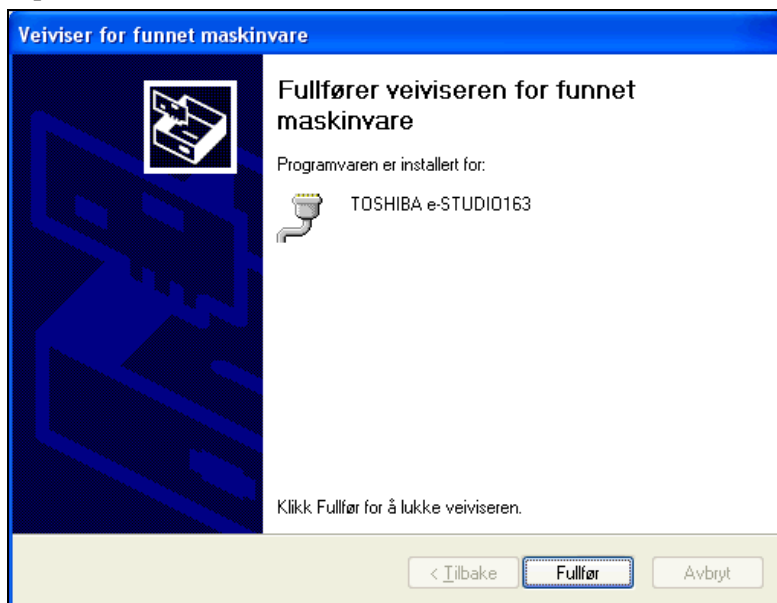 Veiviser for funnet maskinvare
Fullfører veiviseren for funnet
maskinvare
Programvaren er installert for:
TOSHIBA e-STUDIO163
Klikk Fullfør for å lukke veiviseren.
< Tilbake
Fullfør
Avbryt